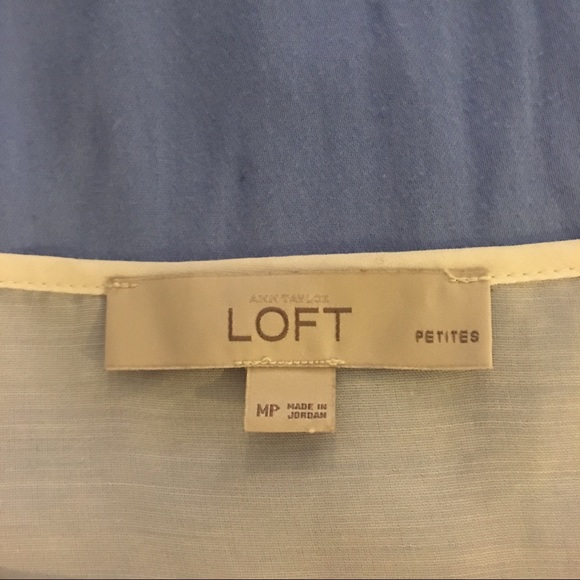 ANN TAYLOR
LOFT
PETITES
MP MADE IN
JORDAN